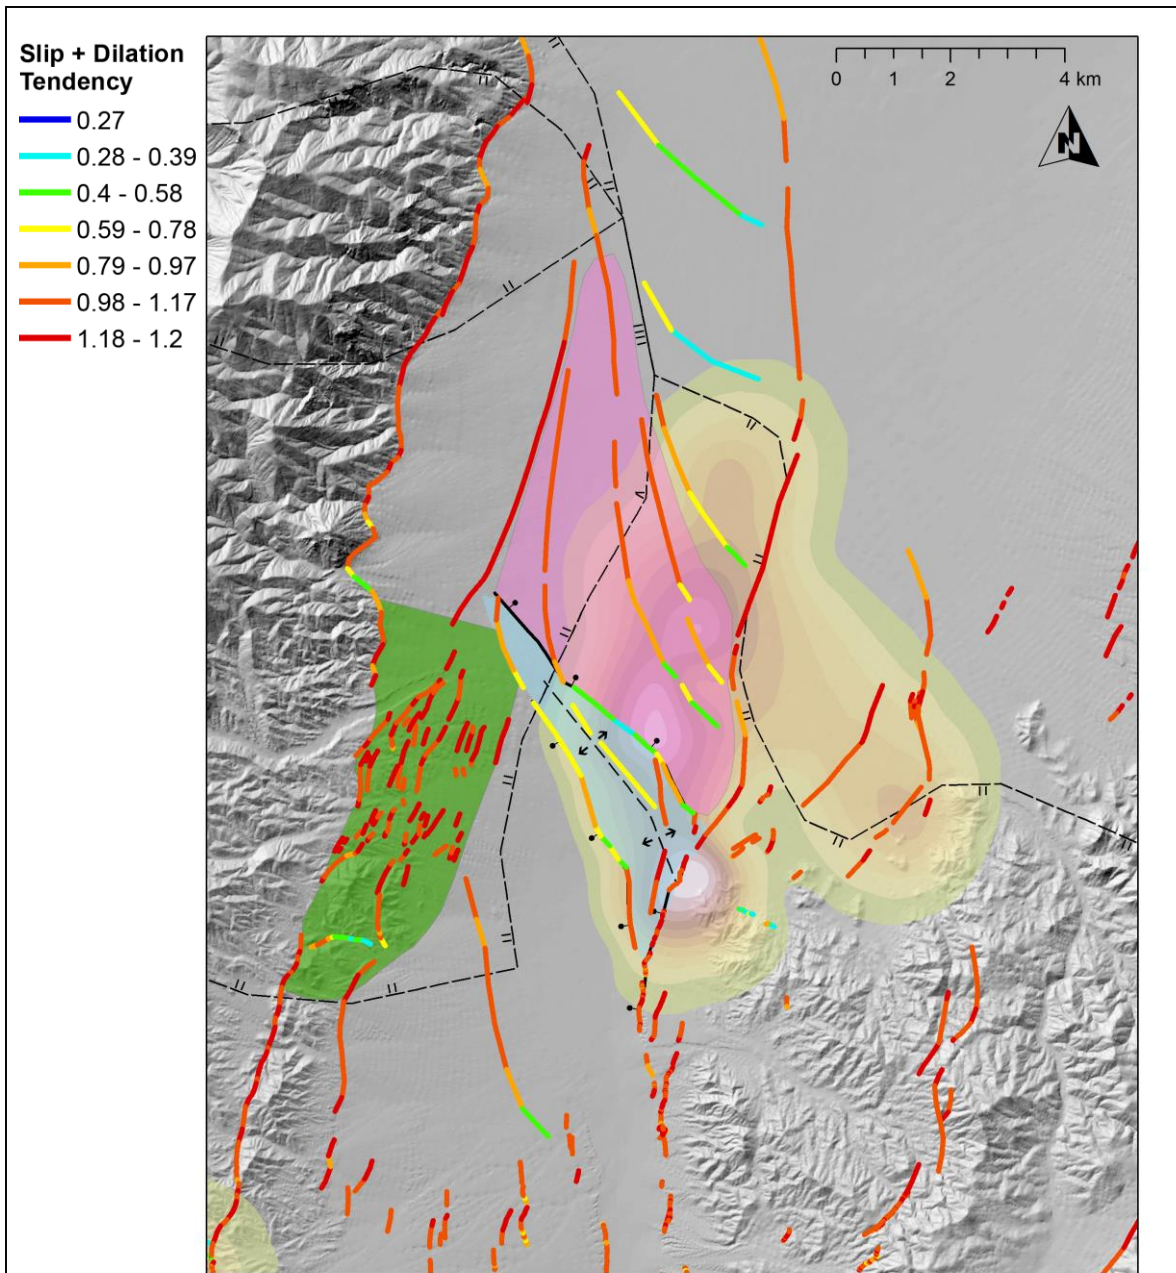 Slip + Dilation
Tendency
0.27
0.28 - 0.39
0.4 - 0.58
0.59 - 0.78
0.79 - 0.97
0.98 - 1.17
1.18 - 1.2
0 1 2 4 km
N